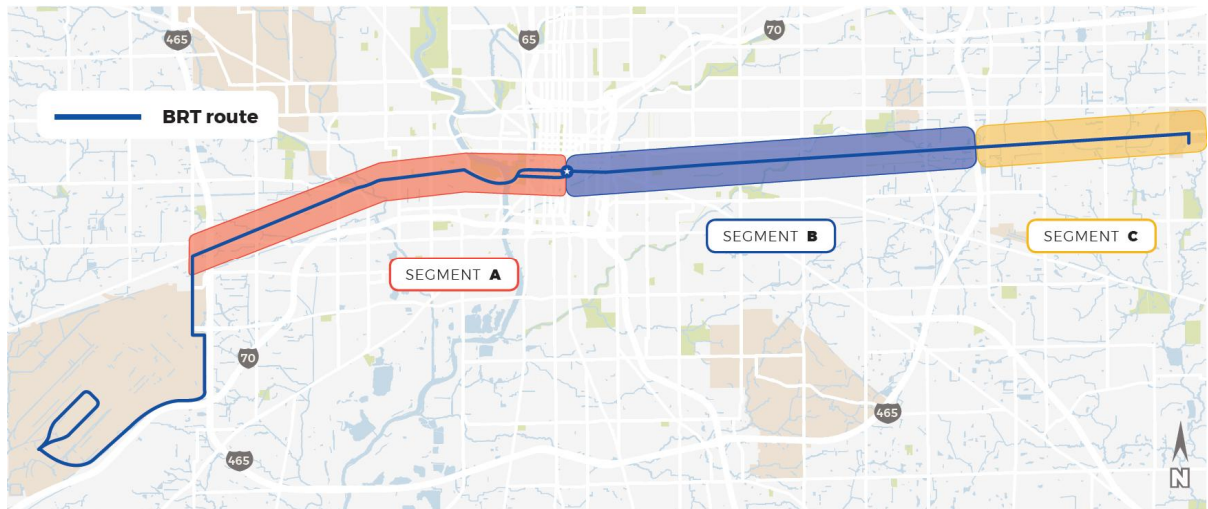 465
65
70
BRT route
SEGMENT B
SEGMENT C
SEGMENT A
70
465
465
N